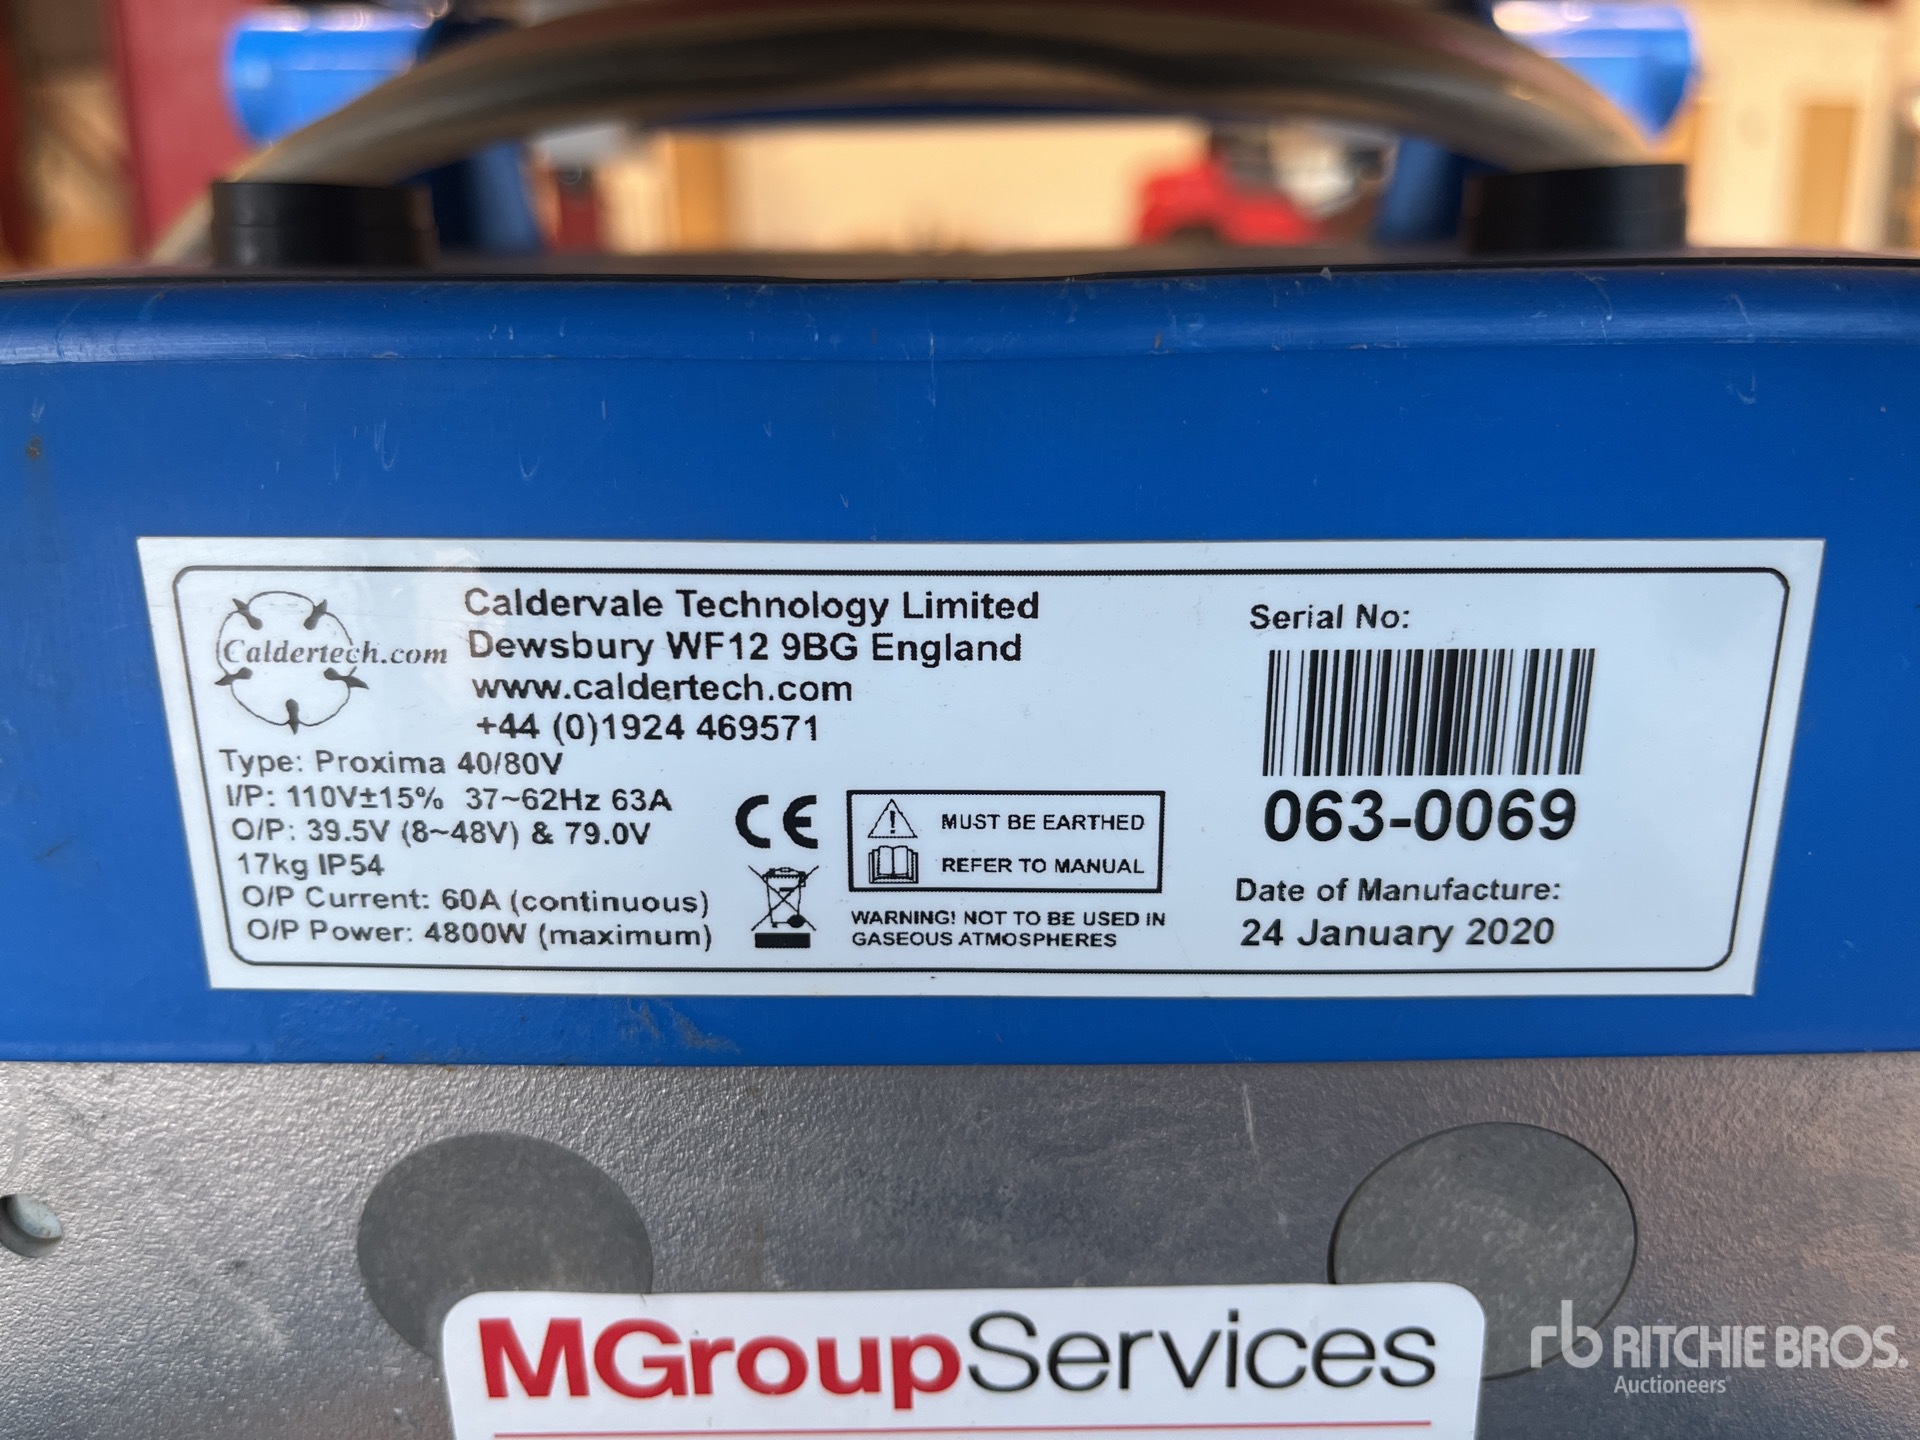 Caldertech.com
Caldervale Technology Limited
Dewsbury WF12 9BG England
www.caldertech.com
+44 (0)1924 469571
Type: Proxima 40/80V
I/P: 110V±15% 37~62Hz 63A
O/P: 39.5V (8~48V) & 79.0V
17kg IP54
O/P Current: 60A (continuous)
O/P Power: 4800W (maximum)
CE
MUST BE EARTHED
REFER TO MANUAL
WARNING! NOT TO BE USED IN
GASEOUS ATMOSPHERES
Serial No:
063-0069
Date of Manufacture:
24 January 2020
MGroupServices
rb RITCHIE BROS.
Auctioneers